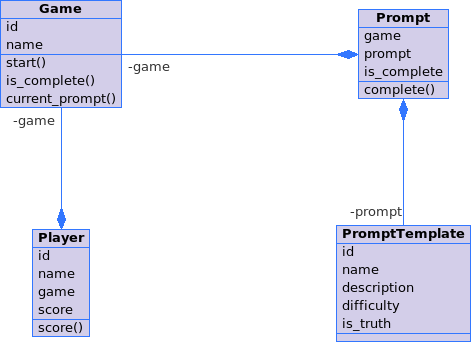 Game
id
name
start()
is_complete()
current_prompt()
-game
-game
Prompt
game
prompt
is_complete
complete()
-prompt
Player
id
name
game
score
score()
PromptTemplate
id
name
description
difficulty
is_truth